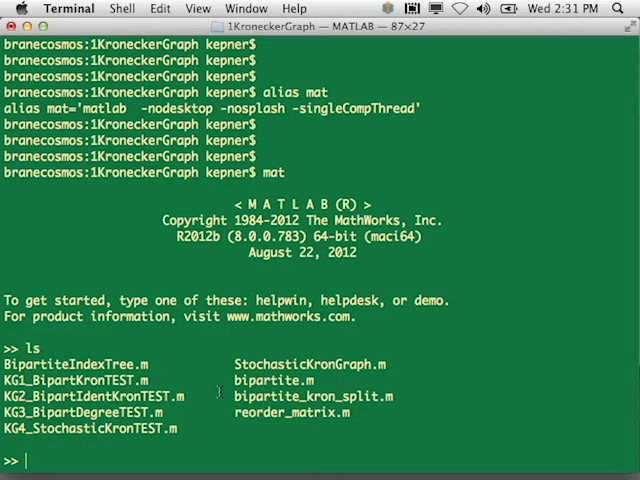 Terminal Shell Edit View Window Help Wed 2:31 PM
1KroneckerGraph — MATLAB — 87×27
branecosmos:1KroneckerGraph kepner$
branecosmos:1KroneckerGraph kepner$
branecosmos:1KroneckerGraph kepner$
branecosmos:1KroneckerGraph kepner$ alias mat
alias mat='matlab -nodesktop -nosplash -singleCompThread'
branecosmos:1KroneckerGraph kepner$
branecosmos:1KroneckerGraph kepner$
branecosmos:1KroneckerGraph kepner$
branecosmos:1KroneckerGraph kepner$ mat
< M A T L A B (R) >
Copyright 1984-2012 The MathWorks, Inc.
R2012b (8.0.0.783) 64-bit (maci64)
August 22, 2012
To get started, type one of these: helpwin, helpdesk, or demo.
For product information, visit www.mathworks.com.
>> ls
BipartiteIndexTree.m StochasticKronGraph.m
KG1_BipartKronTEST.m bipartite.m
KG2_BipartIdentKronTEST.m bipartite_kron_split.m
KG3_BipartDegreeTEST.m reorder_matrix.m
KG4_StochasticKronTEST.m
>>